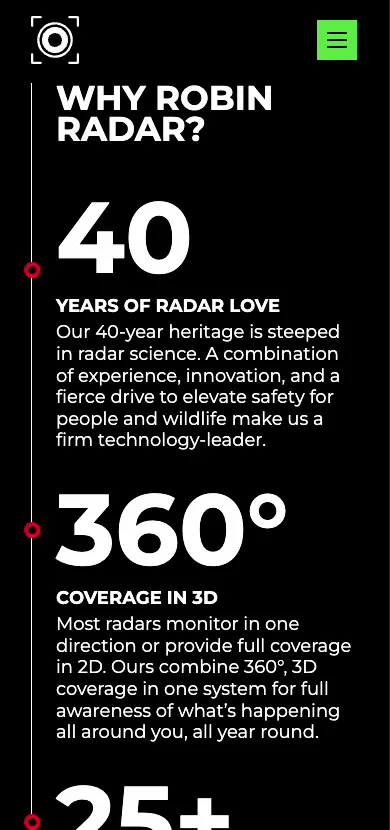 WHY ROBIN
RADAR?
40
YEARS OF RADAR LOVE
Our 40-year heritage is steeped
in radar science. A combination
of experience, innovation, and a
fierce drive to elevate safety for
people and wildlife make us a
firm technology-leader.
360°
COVERAGE IN 3D
Most radars monitor in one
direction or provide full coverage
in 2D. Ours combine 360°, 3D
coverage in one system for full
awareness of what’s happening
all around you, all year round.
25+